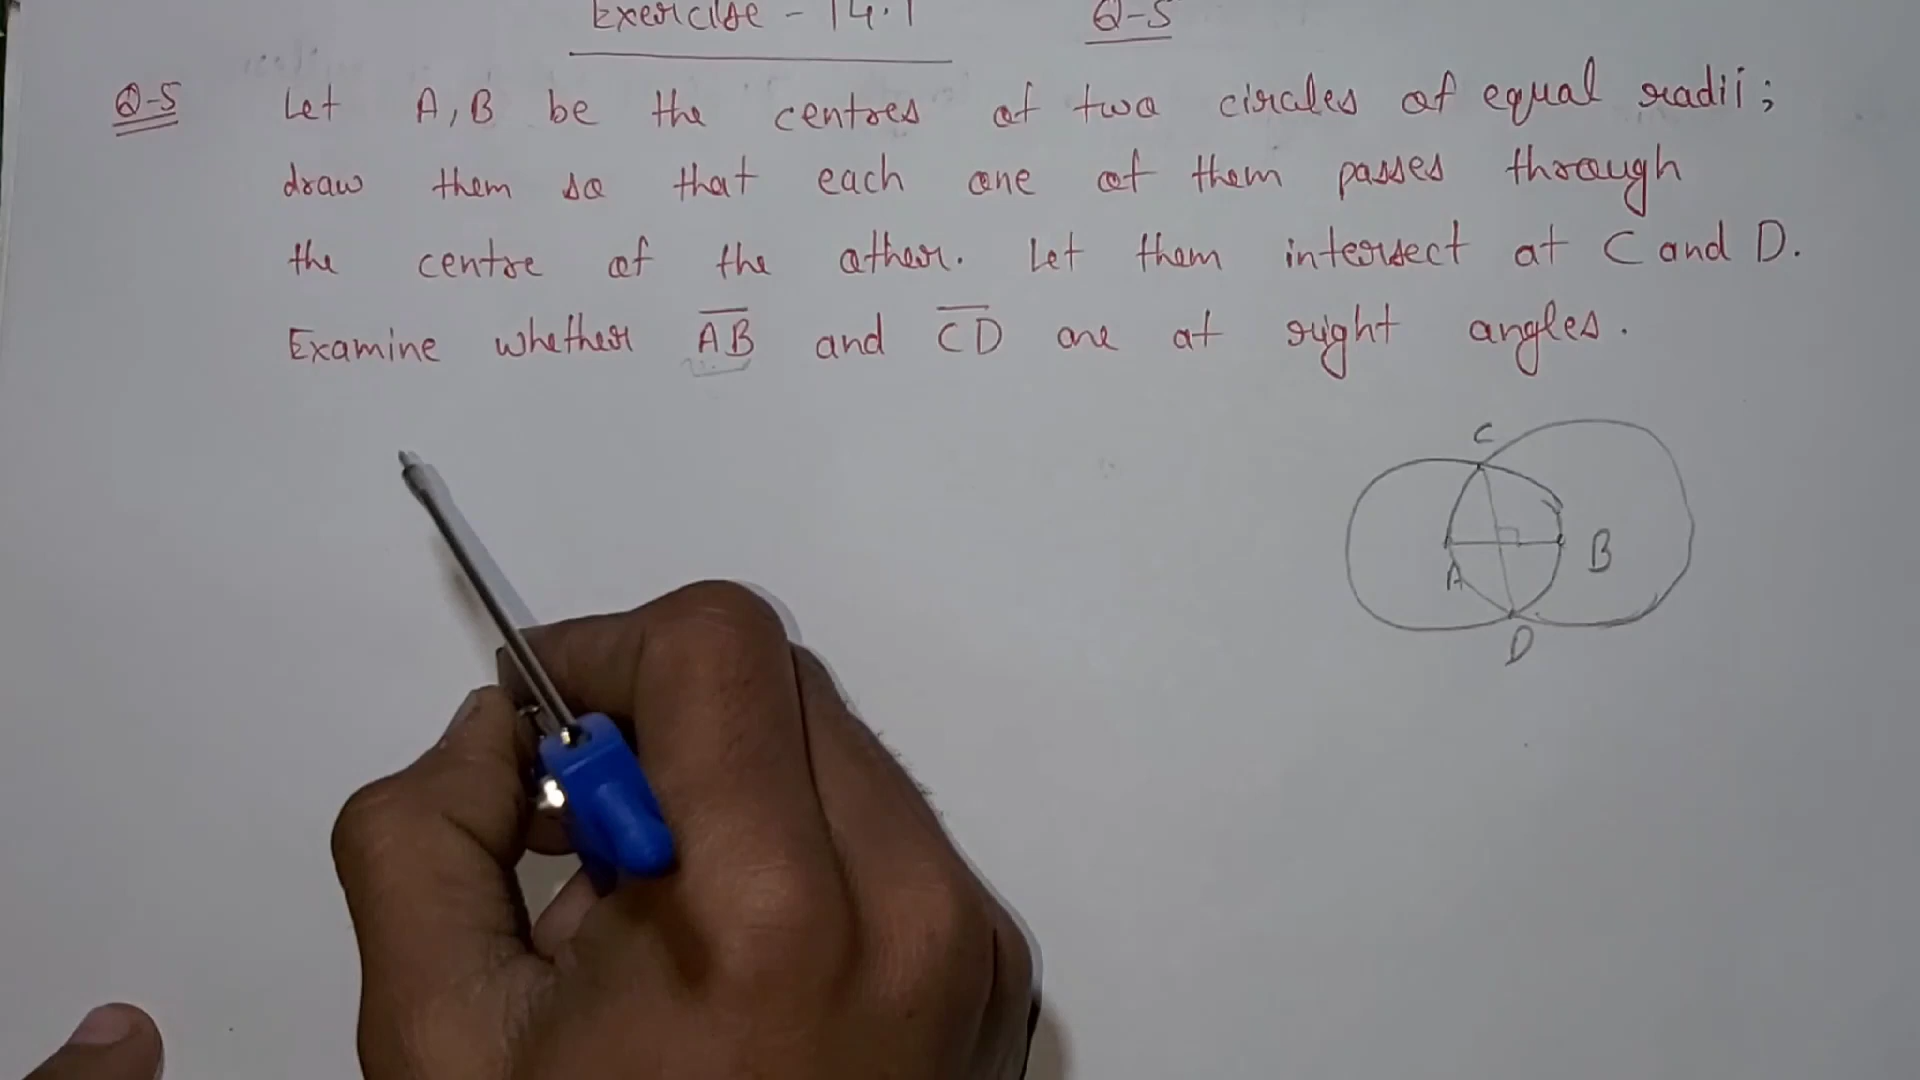 Exercise - 14.1 Q-5
Q-5 Let A, B be the centres of two circles of equal radii;
draw them so that each one of them passes through
the centre of the other. Let them intersect at C and D.
Examine whether A̅B̅ and C̅D̅ are at right angles.
C
B
A
D